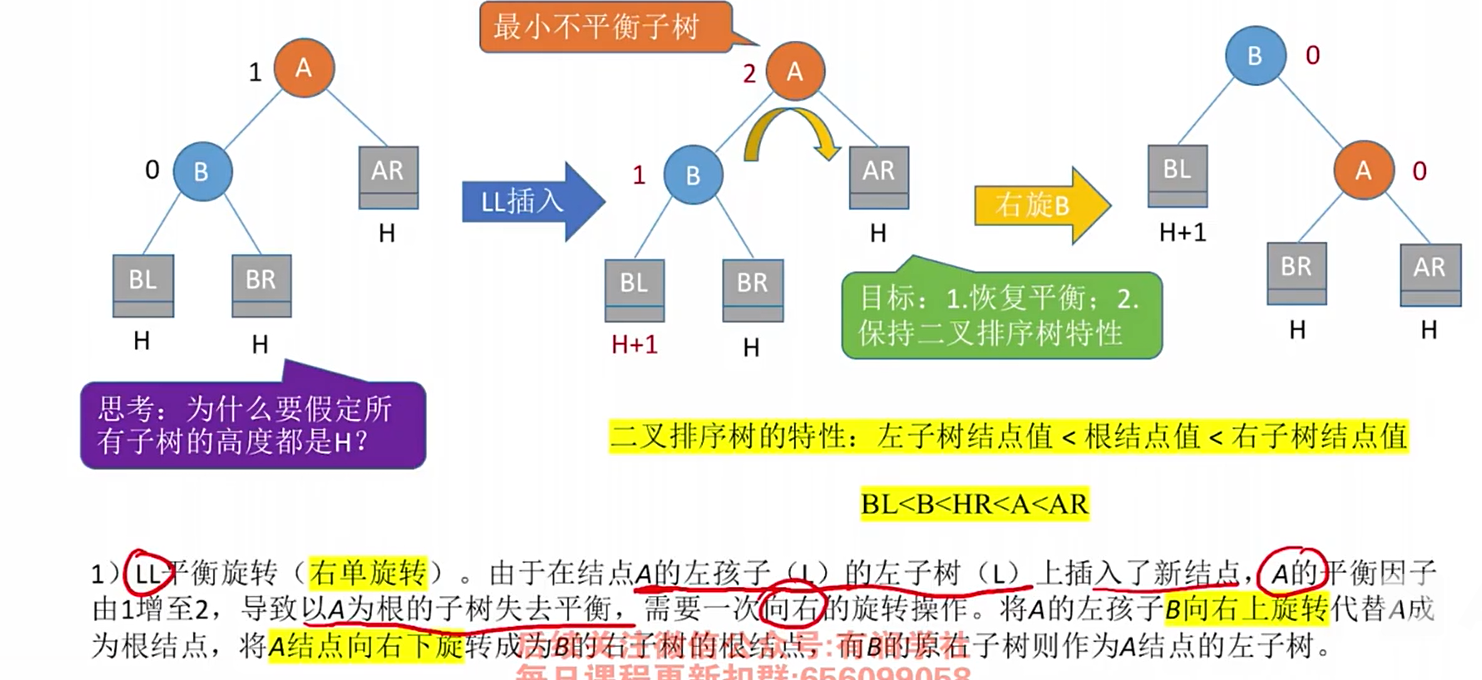 最小不平衡子树
1
A
2
A
B
0
0
B
AR
H
LL插入
1
B
AR
H
右旋B
BL
H+1
A
0
BL
H
BR
H
BL
H+1
BR
H
目标：1.恢复平衡；2.
保持二叉排序树特性
BR
H
AR
H
思考：为什么要假定所
有子树的高度都是H？
二叉排序树的特性：左子树结点值 < 根结点值 < 右子树结点值
BL<B<HR<A<AR
1）LL平衡旋转（右单旋转）。由于在结点A的左孩子（L）的左子树（L）上插入了新结点，A的平衡因子
由1增至2，导致以A为根的子树失去平衡，需要一次向右的旋转操作。将A的左孩子B向右上旋转代替A成
为根结点，将A结点向右下旋转成为B的右子树的根结点，而B的原右子树则作为A结点的左子树。
每日课程更新扣群:656099058